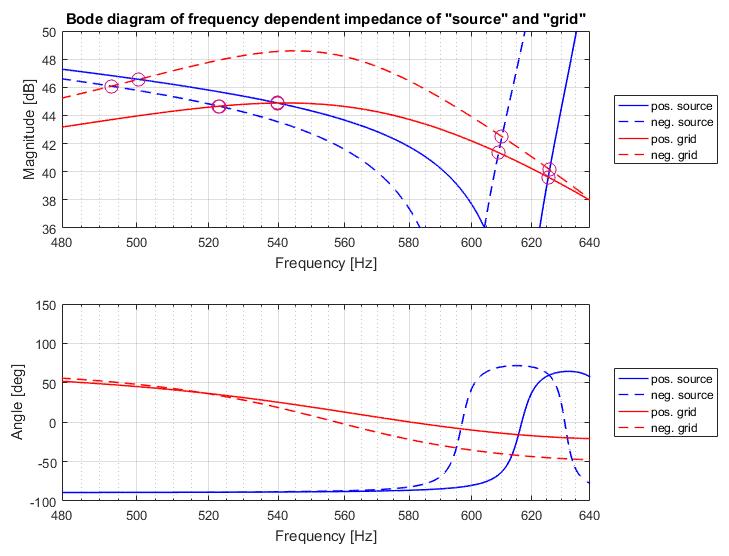 Bode diagram of frequency dependent impedance of "source" and "grid"
Magnitude [dB]
50
48
46
44
42
40
38
36
480 500 520 540 560 580 600 620 640
Frequency [Hz]
pos. source
neg. source
pos. grid
neg. grid
Angle [deg]
150
100
50
0
-50
-100
480 500 520 540 560 580 600 620 640
Frequency [Hz]
pos. source
neg. source
pos. grid
neg. grid